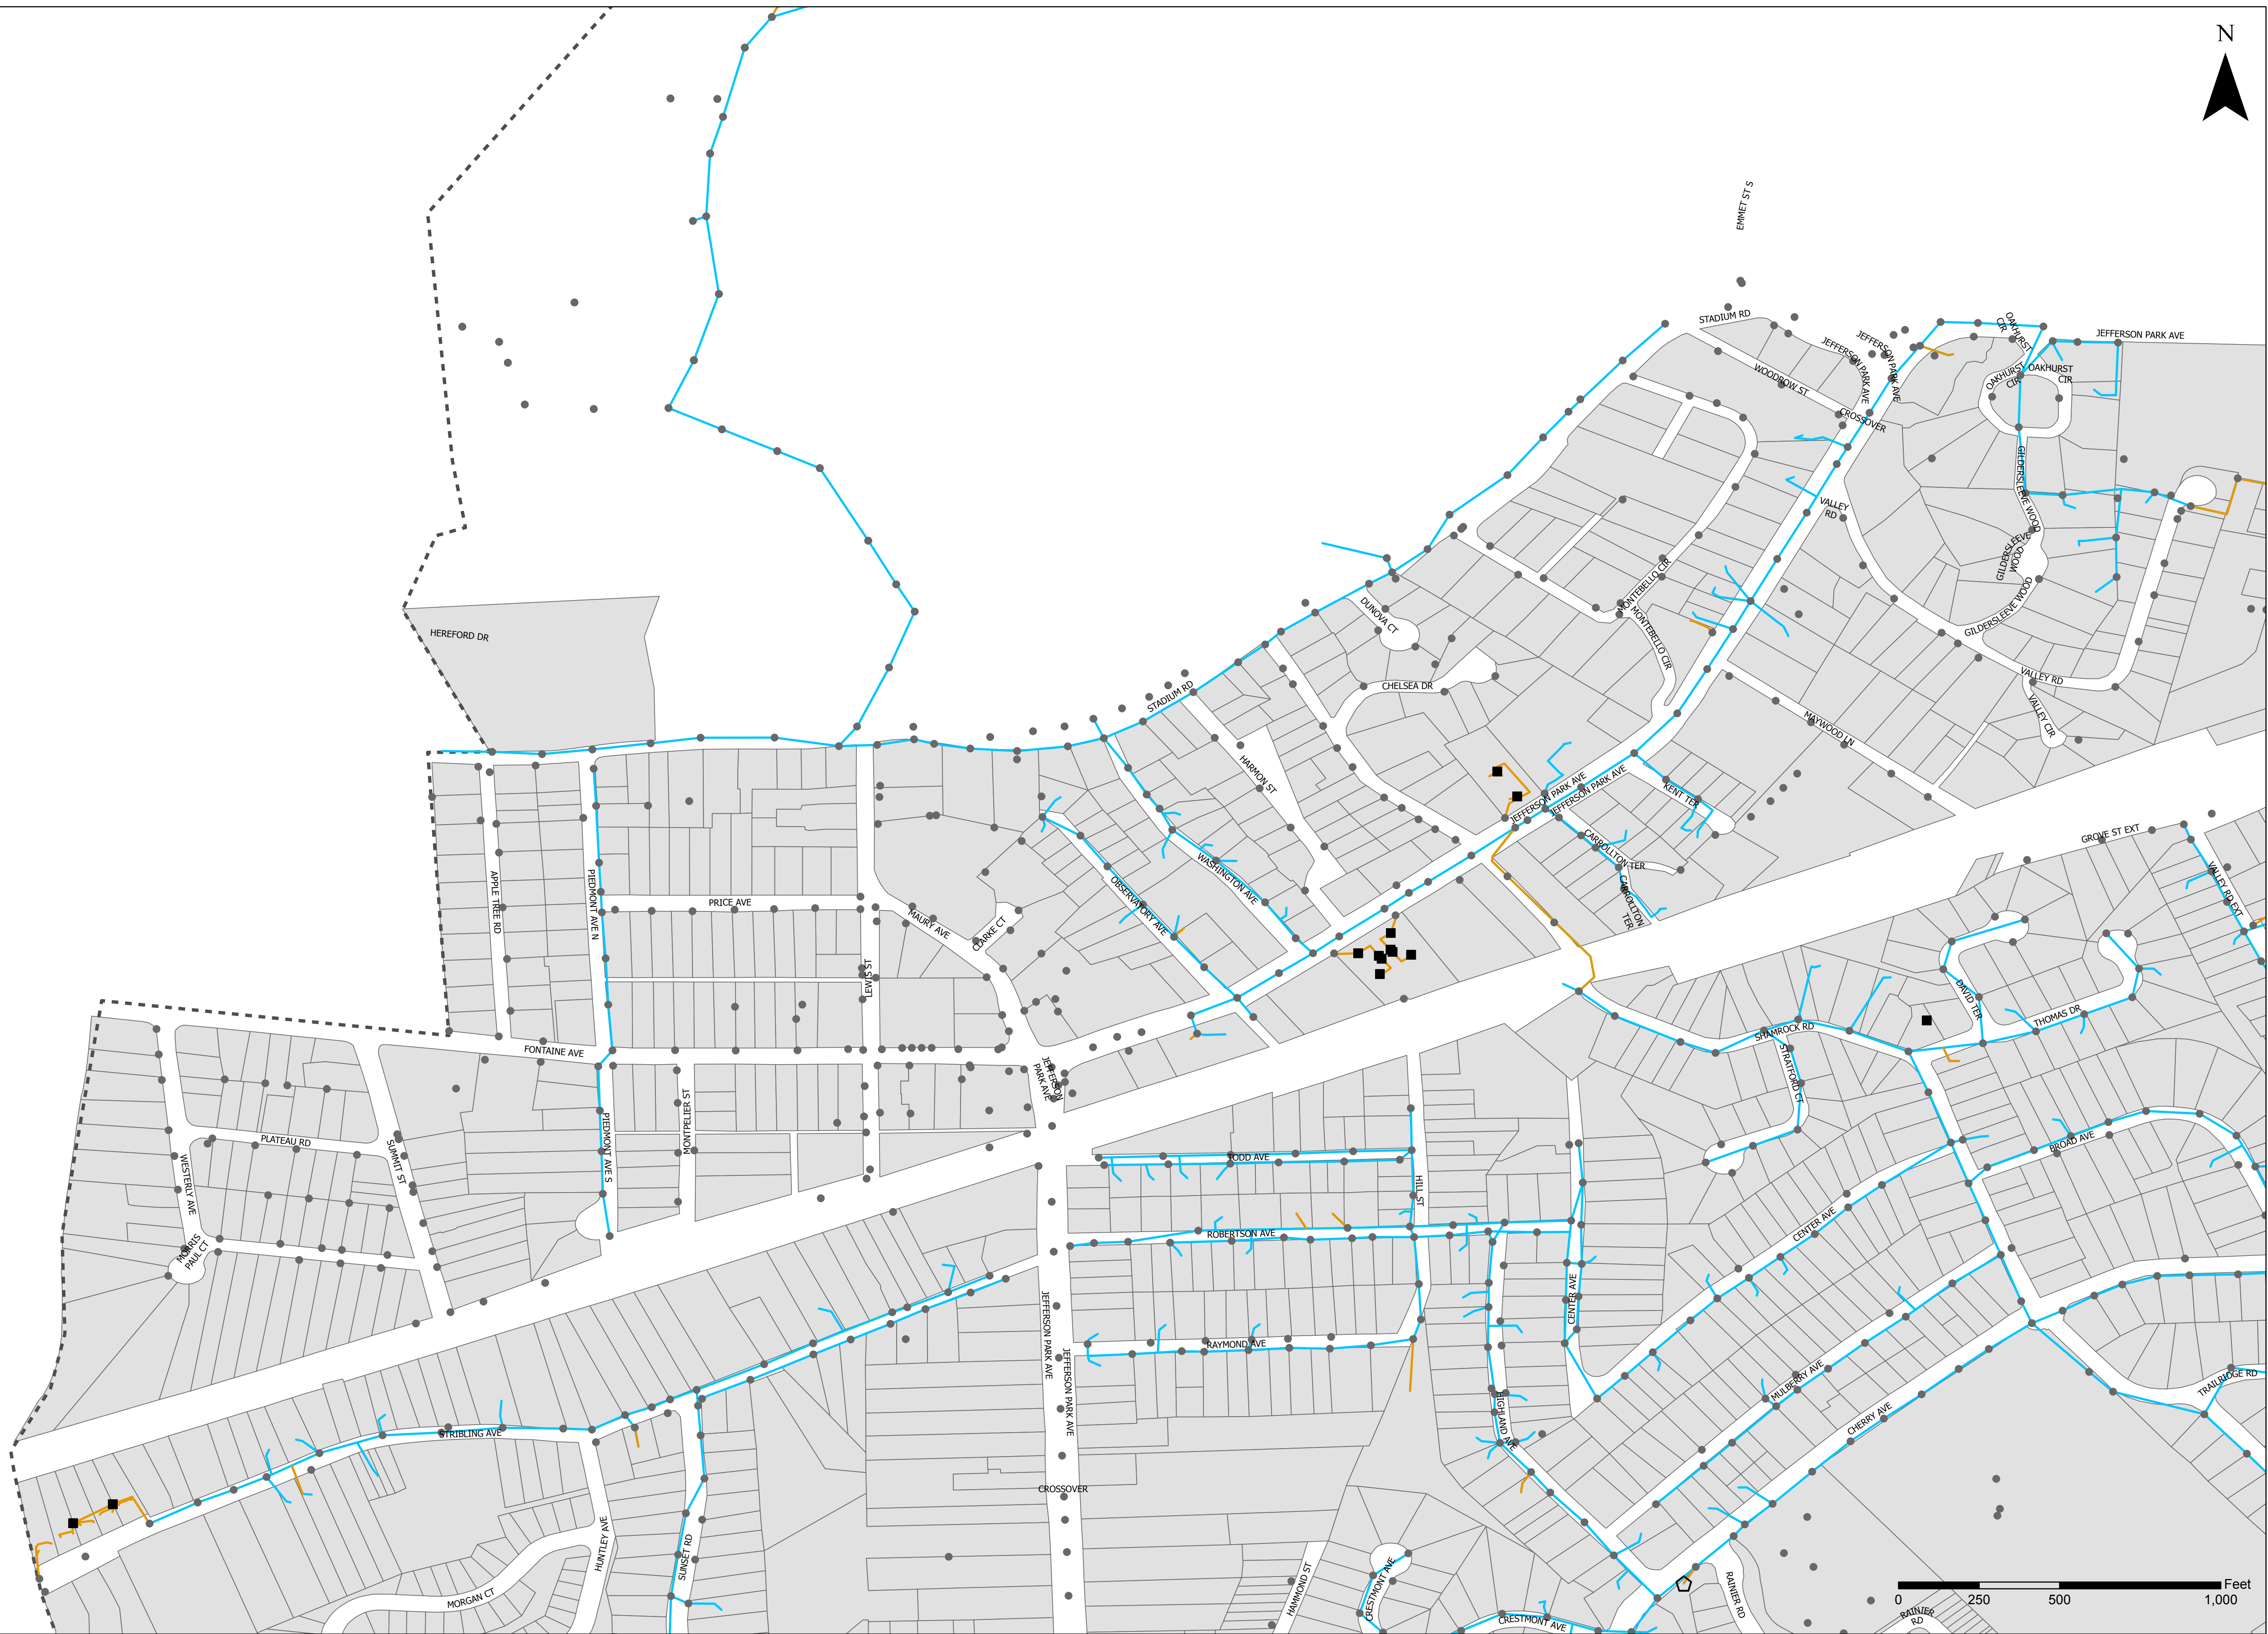 N
EMMET ST S
STADIUM RD
JEFFERSON PARK AVE
JEFFERSON PARK AVE
OAKHURST
CIR
JEFFERSON PARK AVE
OAKHURST
CIR
OAKHURST
CIR
WOODROW ST
CROSSOVER
GILDERSLEEVE WOOD
VALLEY
RD
GILDERSLEEVE
WOOD
GILDERSLEEVE WOOD
MONTEBELLO CIR
MONTEBELLO CIR
DUNOVA CT
HEREFORD DR
CHELSEA DR
VALLEY RD
VALLEY CIR
STADIUM RD
MAYWOOD LN
HARMON ST
JEFFERSON PARK AVE
JEFFERSON PARK AVE
KENT TER
GROVE ST EXT
CARROLLTON TER
CARROLLTON
TER
WASHINGTON AVE
OBSERVATORY AVE
VALLEY RD EXT
APPLE TREE RD
PIEDMONT AVE N
PRICE AVE
MAURY AVE
CLARKE CT
LEWIS ST
DAVID TER
THOMAS DR
SHAMROCK RD
STRATFORD CT
FONTAINE AVE
JEFFERSON
PARK AVE
PIEDMONT AVE S
MONTPELIER ST
PLATEAU RD
SUMMIT ST
WESTERLY AVE
MORRIS
PAUL CT
TODD AVE
HILL ST
BROAD AVE
CENTER AVE
ROBERTSON AVE
CENTER AVE
JEFFERSON PARK AVE
JEFFERSON PARK AVE
RAYMOND AVE
MULBERRY AVE
TRAILRIDGE RD
CHERRY AVE
HIGHLAND AVE
STRIBLING AVE
CROSSOVER
HUNTLEY AVE
SUNSET RD
MORGAN CT
HAMMOND ST
CRESTMONT AVE
CRESTMONT AVE
RAINIER RD
RAINIER
RD
Feet
0 250 500 1,000